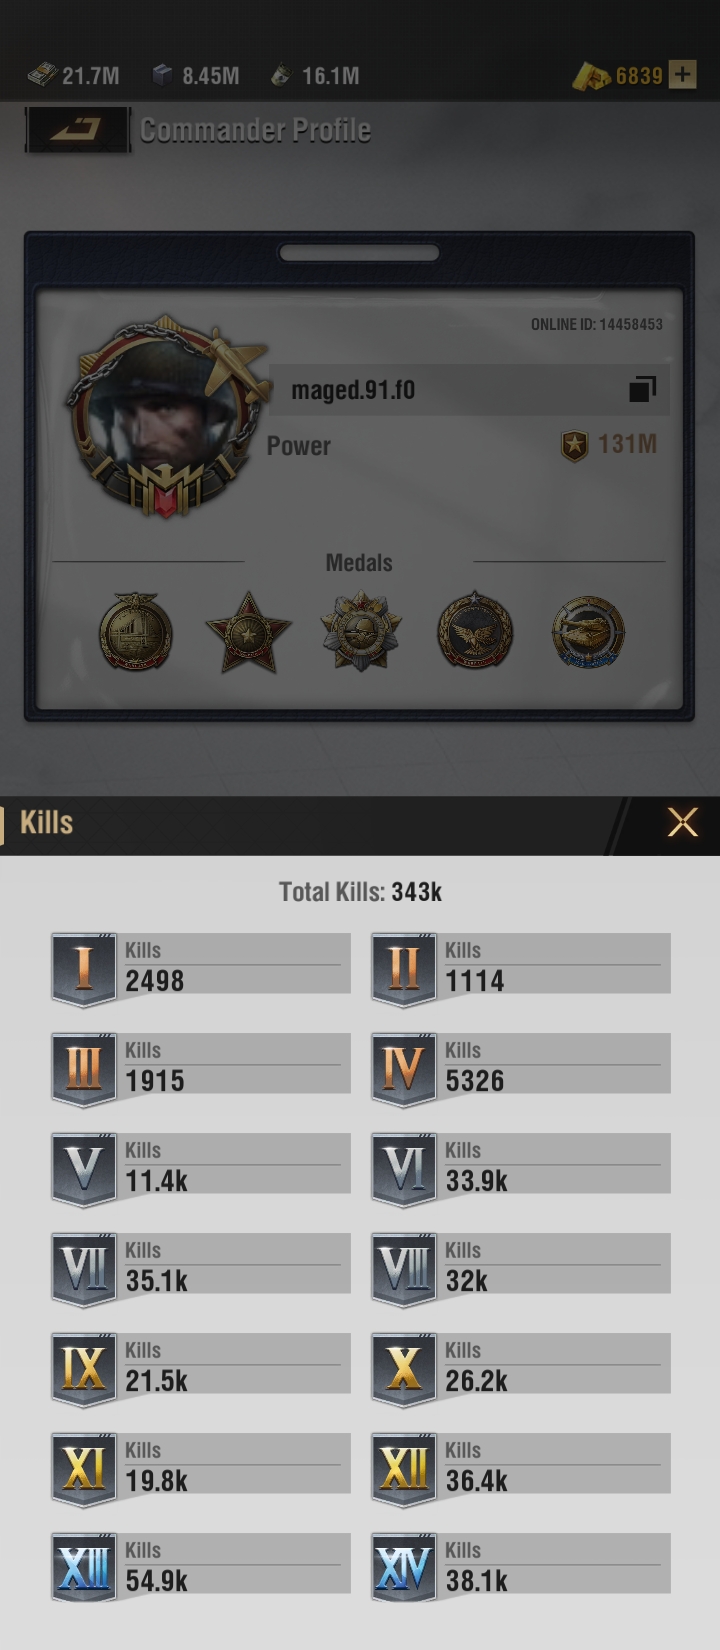 21.7M 8.45M 16.1M 6839
Commander Profile
ONLINE ID: 14458453
maged.91.f0
Power 131M
Medals
Kills
Total Kills: 343k
I Kills 2498
II Kills 1114
III Kills 1915
IV Kills 5326
V Kills 11.4k
VI Kills 33.9k
VII Kills 35.1k
VIII Kills 32k
IX Kills 21.5k
X Kills 26.2k
XI Kills 19.8k
XII Kills 36.4k
XIII Kills 54.9k
XIV Kills 38.1k